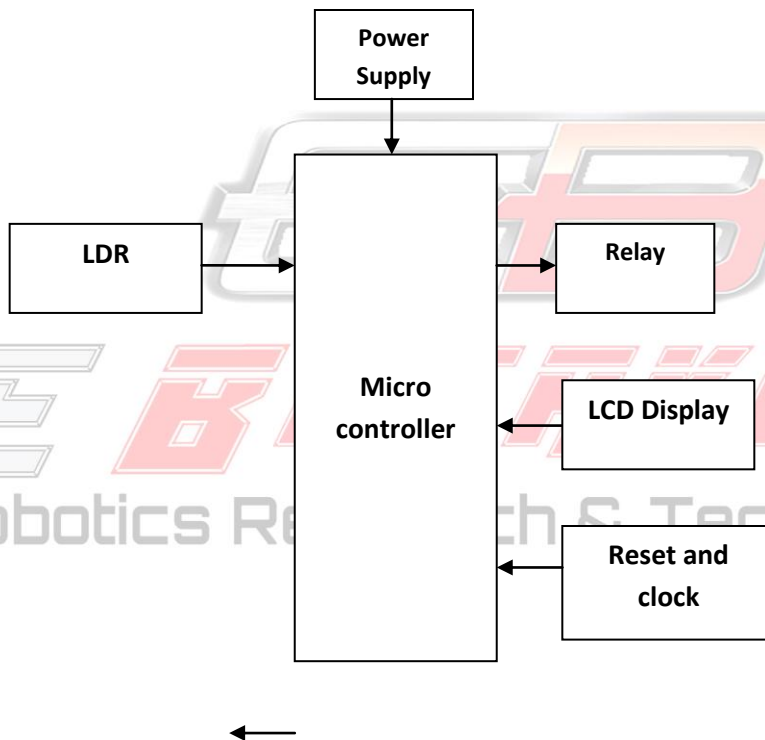 Power
Supply
LDR
Relay
Micro
controller
LCD Display
Reset and
clock